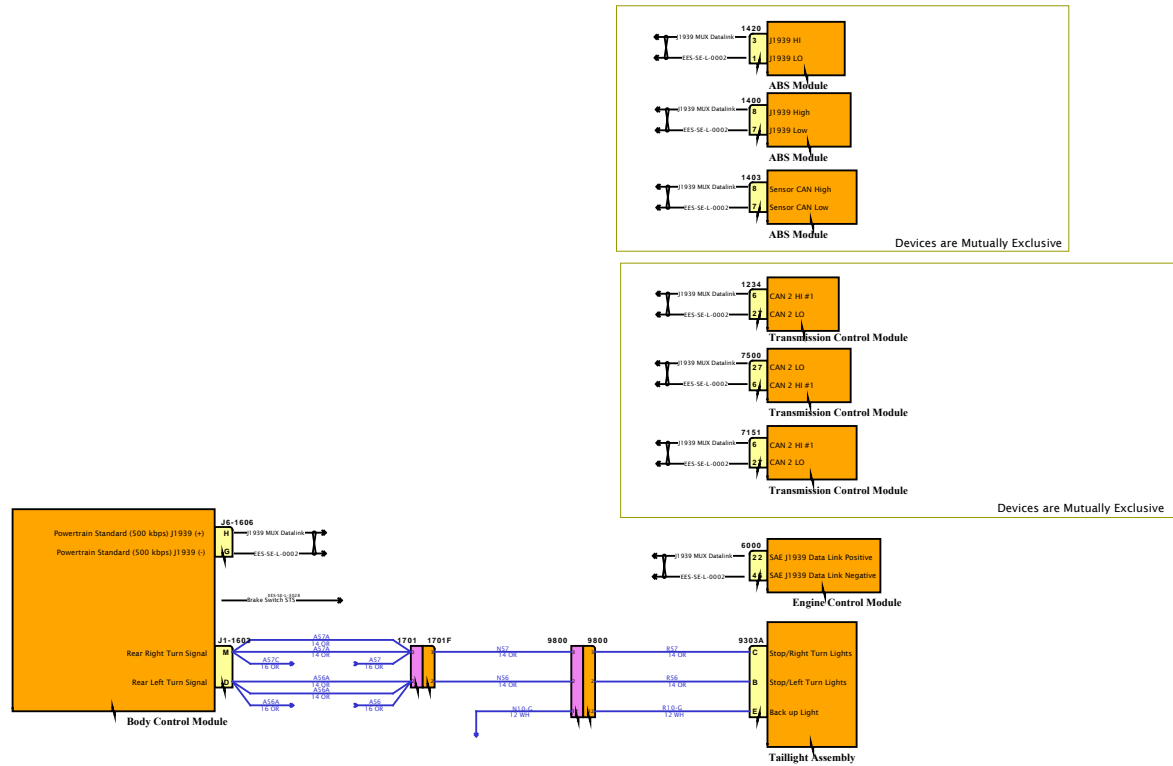 1420
J1939 MUX Datalink
3
J1939 HI
EES-SE-L-0002
1
J1939 LO
ABS Module
1400
J1939 MUX Datalink
8
J1939 High
EES-SE-L-0002
7
J1939 Low
ABS Module
1403
J1939 MUX Datalink
8
Sensor CAN High
EES-SE-L-0002
7
Sensor CAN Low
ABS Module
Devices are Mutually Exclusive
1234
J1939 MUX Datalink
6
CAN 2 HI #1
EES-SE-L-0002
27
CAN 2 LO
Transmission Control Module
7500
J1939 MUX Datalink
27
CAN 2 LO
EES-SE-L-0002
6
CAN 2 HI #1
Transmission Control Module
7151
J1939 MUX Datalink
6
CAN 2 HI #1
EES-SE-L-0002
27
CAN 2 LO
Transmission Control Module
Devices are Mutually Exclusive
J6-1606
Powertrain Standard (500 kbps) J1939 (+)
H
J1939 MUX Datalink
Powertrain Standard (500 kbps) J1939 (-)
G
EES-SE-L-0002
EES-SE-L-3028
Brake Switch STS
6000
J1939 MUX Datalink
22
SAE J1939 Data Link Positive
EES-SE-L-0002
SAE J1939 Data Link Negative
Engine Control Module
A57A
14 OR
A57A
14 OR
A57C
16 OR
A57
16 OR
Rear Right Turn Signal
M
A56A
14 OR
A56A
14 OR
A56A
16 OR
A56
16 OR
Rear Left Turn Signal
D
Body Control Module
1701
1701F
N57
14 OR
N56
14 OR
N10-G
12 WH
9800
9800
R57
14 OR
R56
14 OR
R10-G
12 WH
9303A
C
Stop/Right Turn Lights
B
Stop/Left Turn Lights
E
Back up Light
Taillight Assembly